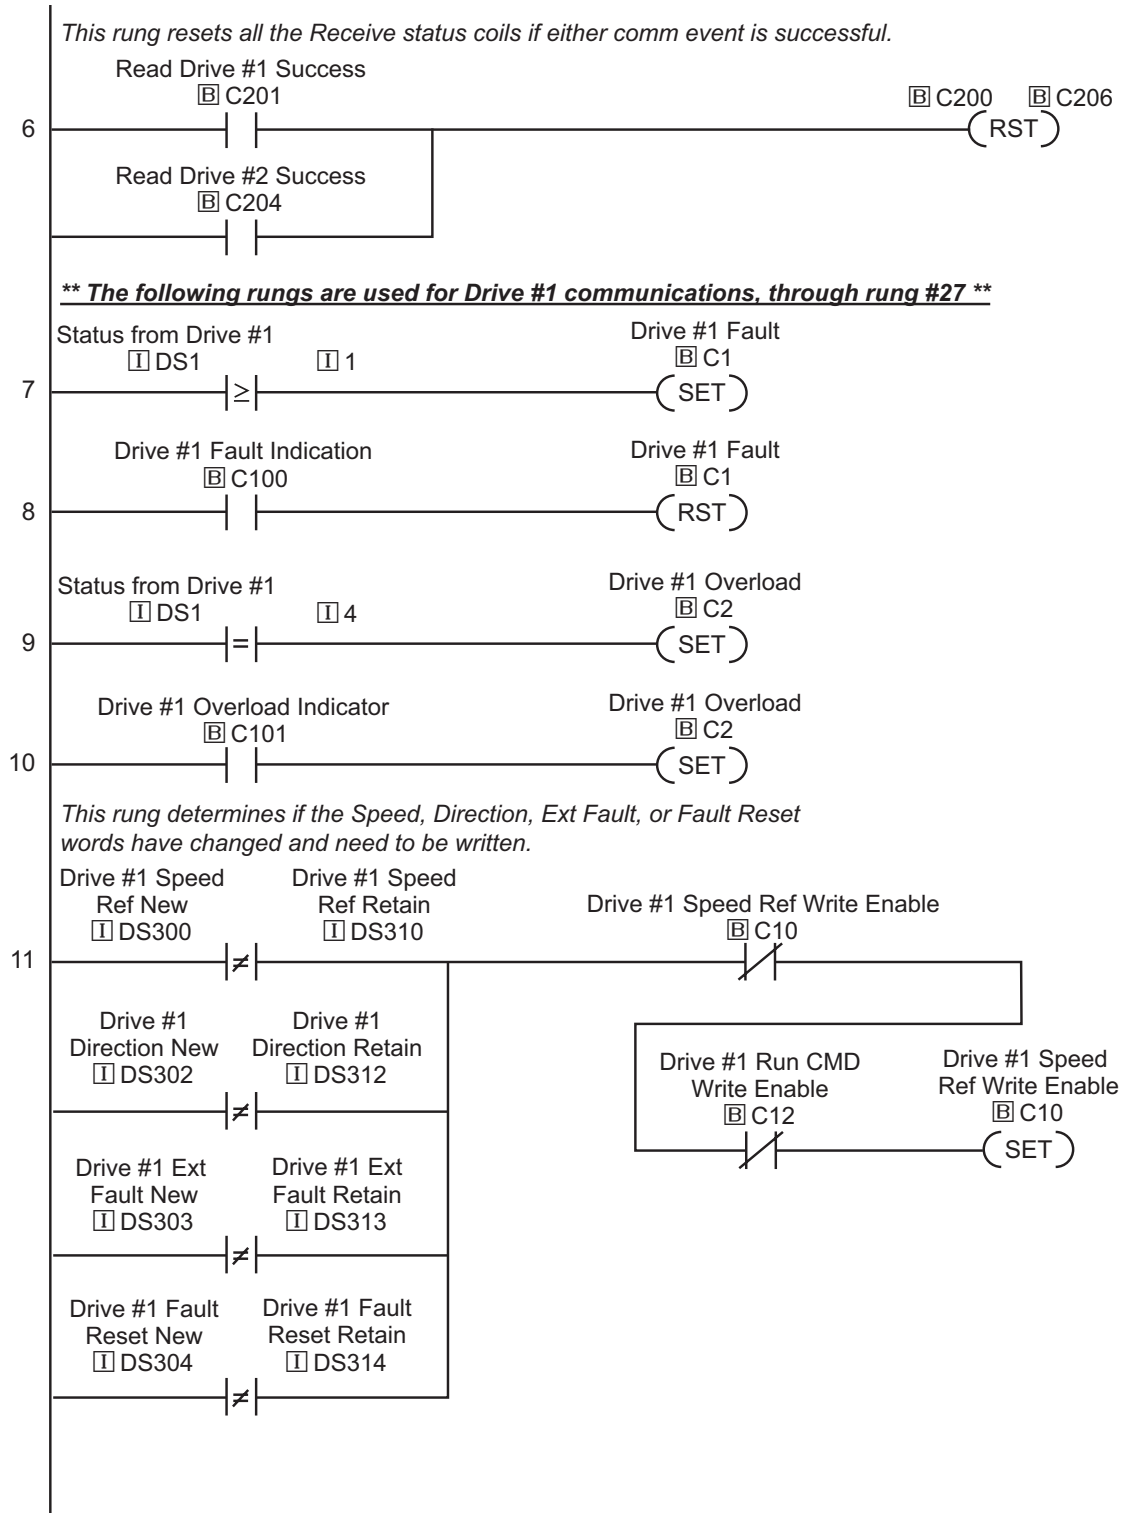 This rung resets all the Receive status coils if either comm event is successful.
Read Drive #1 Success
B C201
B C200 B C206
6
RST
Read Drive #2 Success
B C204
** The following rungs are used for Drive #1 communications, through rung #27 **
Status from Drive #1
Drive #1 Fault
I DS1 I 1
B C1
7
≥
SET
Drive #1 Fault Indication
Drive #1 Fault
B C100
B C1
8
RST
Status from Drive #1
Drive #1 Overload
I DS1 I 4
B C2
9
=
SET
Drive #1 Overload Indicator
Drive #1 Overload
B C101
B C2
10
SET
This rung determines if the Speed, Direction, Ext Fault, or Fault Reset
words have changed and need to be written.
Drive #1 Speed
Ref New
I DS300
Drive #1 Speed
Ref Retain
I DS310
Drive #1 Speed Ref Write Enable
B C10
11
≠
Drive #1
Direction New
I DS302
Drive #1
Direction Retain
I DS312
≠
Drive #1 Run CMD
Write Enable
B C12
Drive #1 Speed
Ref Write Enable
B C10
SET
Drive #1 Ext
Fault New
I DS303
Drive #1 Ext
Fault Retain
I DS313
≠
Drive #1 Fault
Reset New
I DS304
Drive #1 Fault
Reset Retain
I DS314
≠